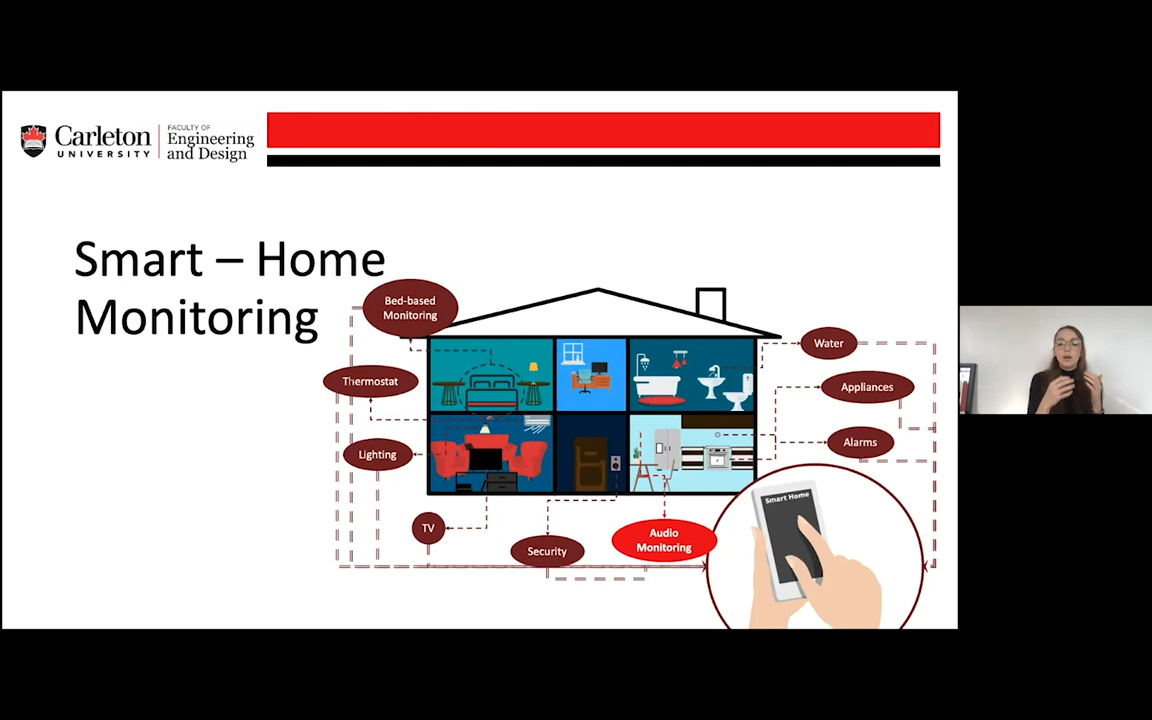 Carleton
UNIVERSITY
FACULTY OF
Engineering
and Design
Smart – Home
Monitoring
Bed-based
Monitoring
Water
Thermostat
Appliances
Lighting
Alarms
Smart Home
TV
Audio
Monitoring
Security